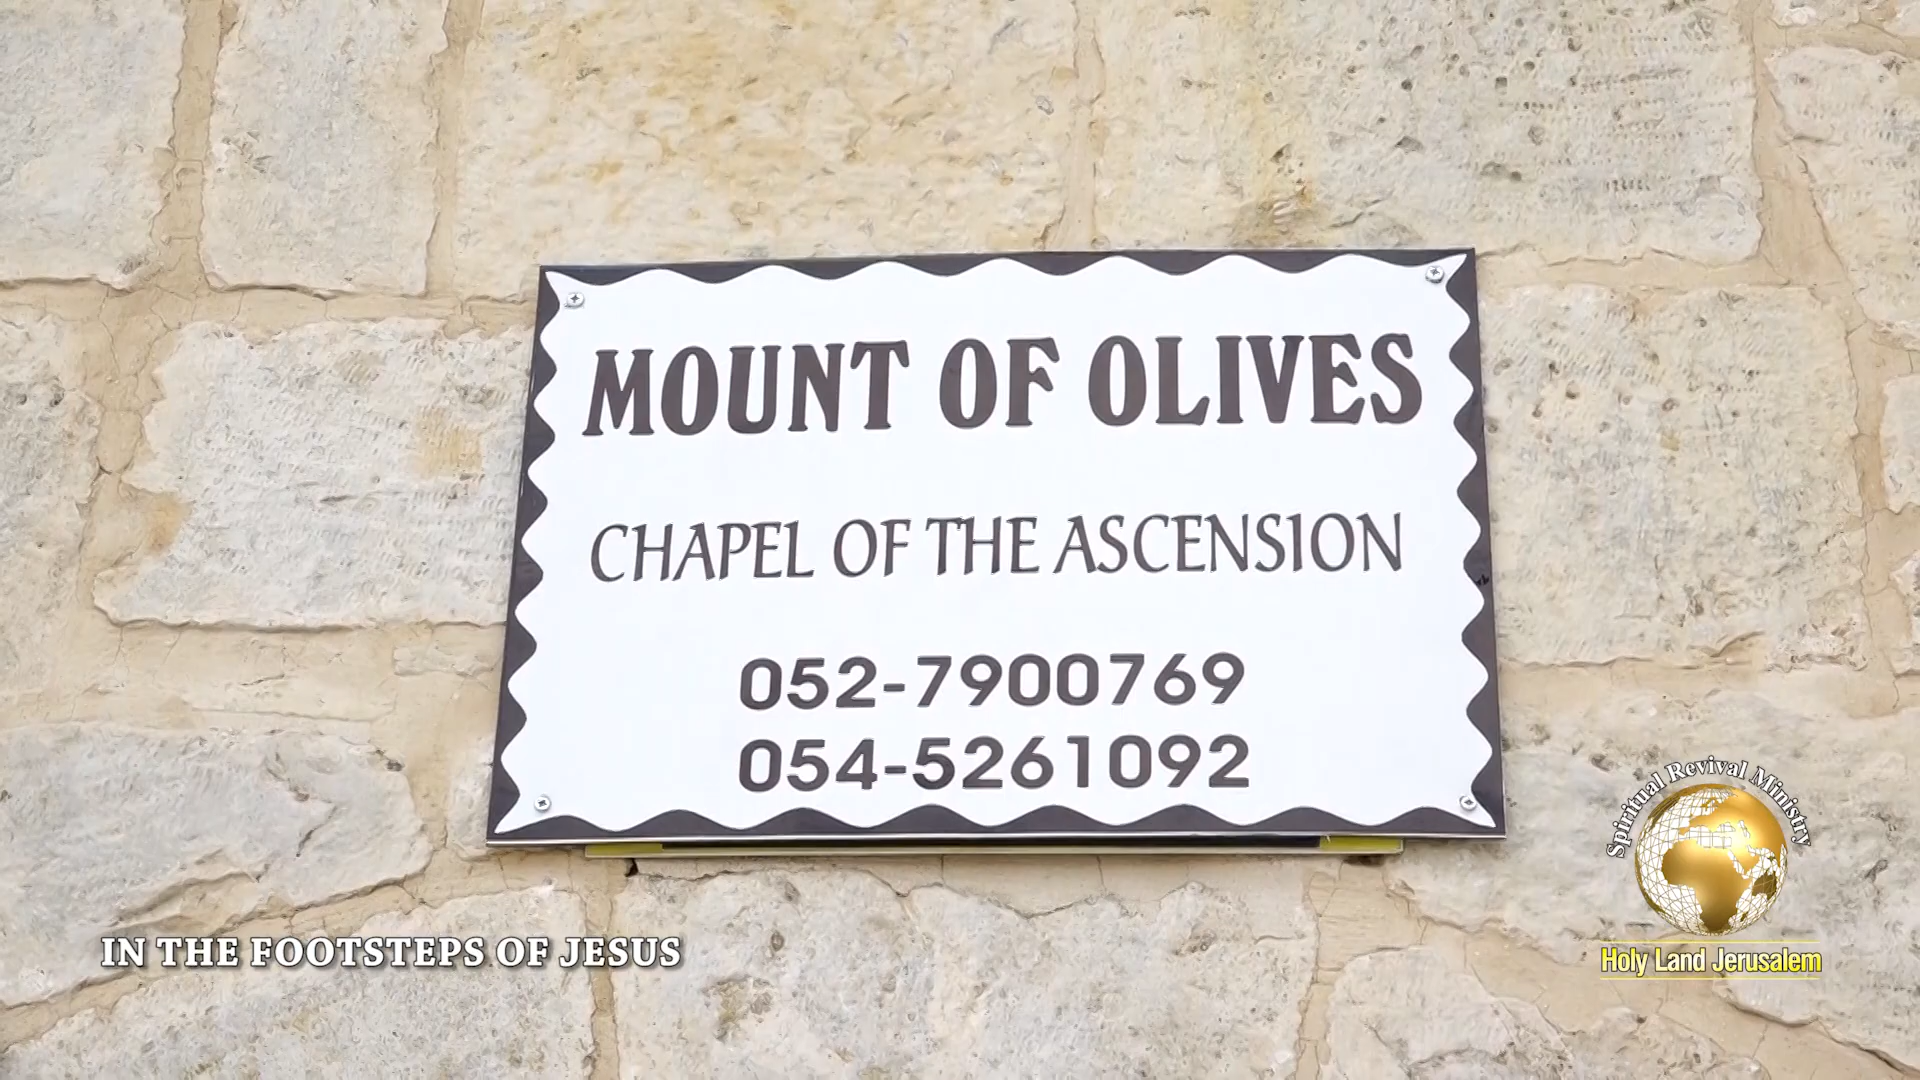 MOUNT OF OLIVES
CHAPEL OF THE ASCENSION
052-7900769
054-5261092
Spiritual Revival Ministry
IN THE FOOTSTEPS OF JESUS
Holy Land Jerusalem